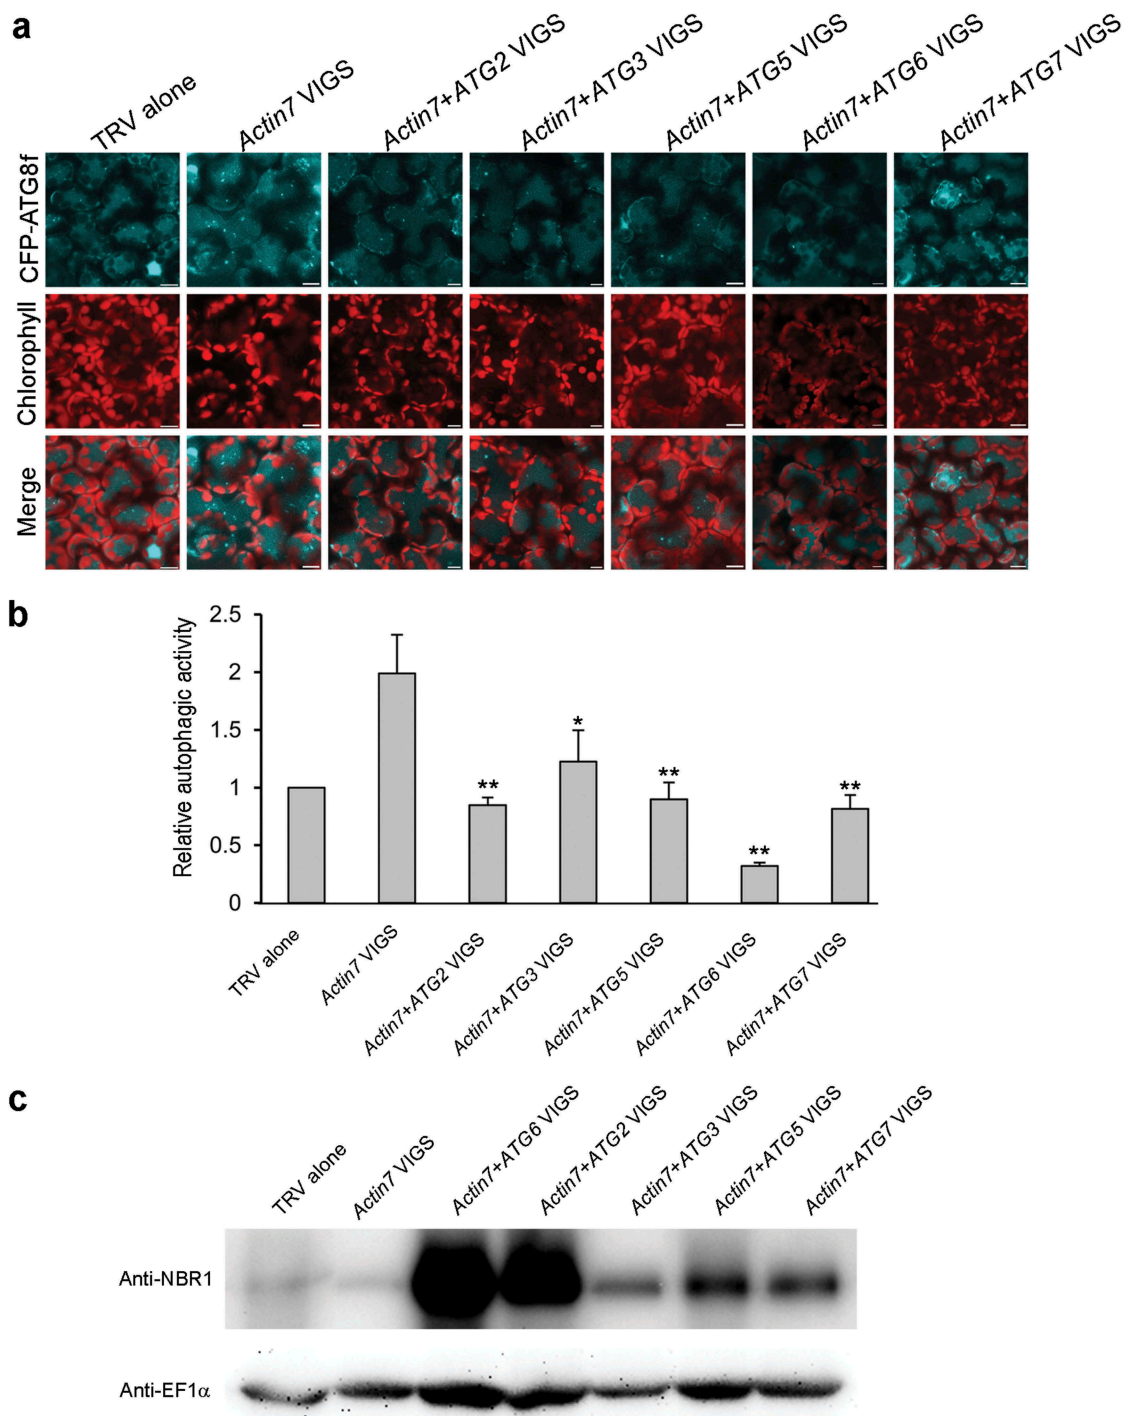 a
TRV alone
Actin7 VIGS
Actin7+ATG2 VIGS
Actin7+ATG3 VIGS
Actin7+ATG5 VIGS
Actin7+ATG6 VIGS
Actin7+ATG7 VIGS
CFP-ATG8f
Chlorophyll
Merge
b
Relative autophagic activity
2.5
2
1.5
1
0.5
0
**
*
**
**
**
TRV alone
Actin7 VIGS
Actin7+ATG2 VIGS
Actin7+ATG3 VIGS
Actin7+ATG5 VIGS
Actin7+ATG6 VIGS
Actin7+ATG7 VIGS
c
TRV alone
Actin7 VIGS
Actin7+ATG6 VIGS
Actin7+ATG2 VIGS
Actin7+ATG3 VIGS
Actin7+ATG5 VIGS
Actin7+ATG7 VIGS
Anti-NBR1
Anti-EF1α